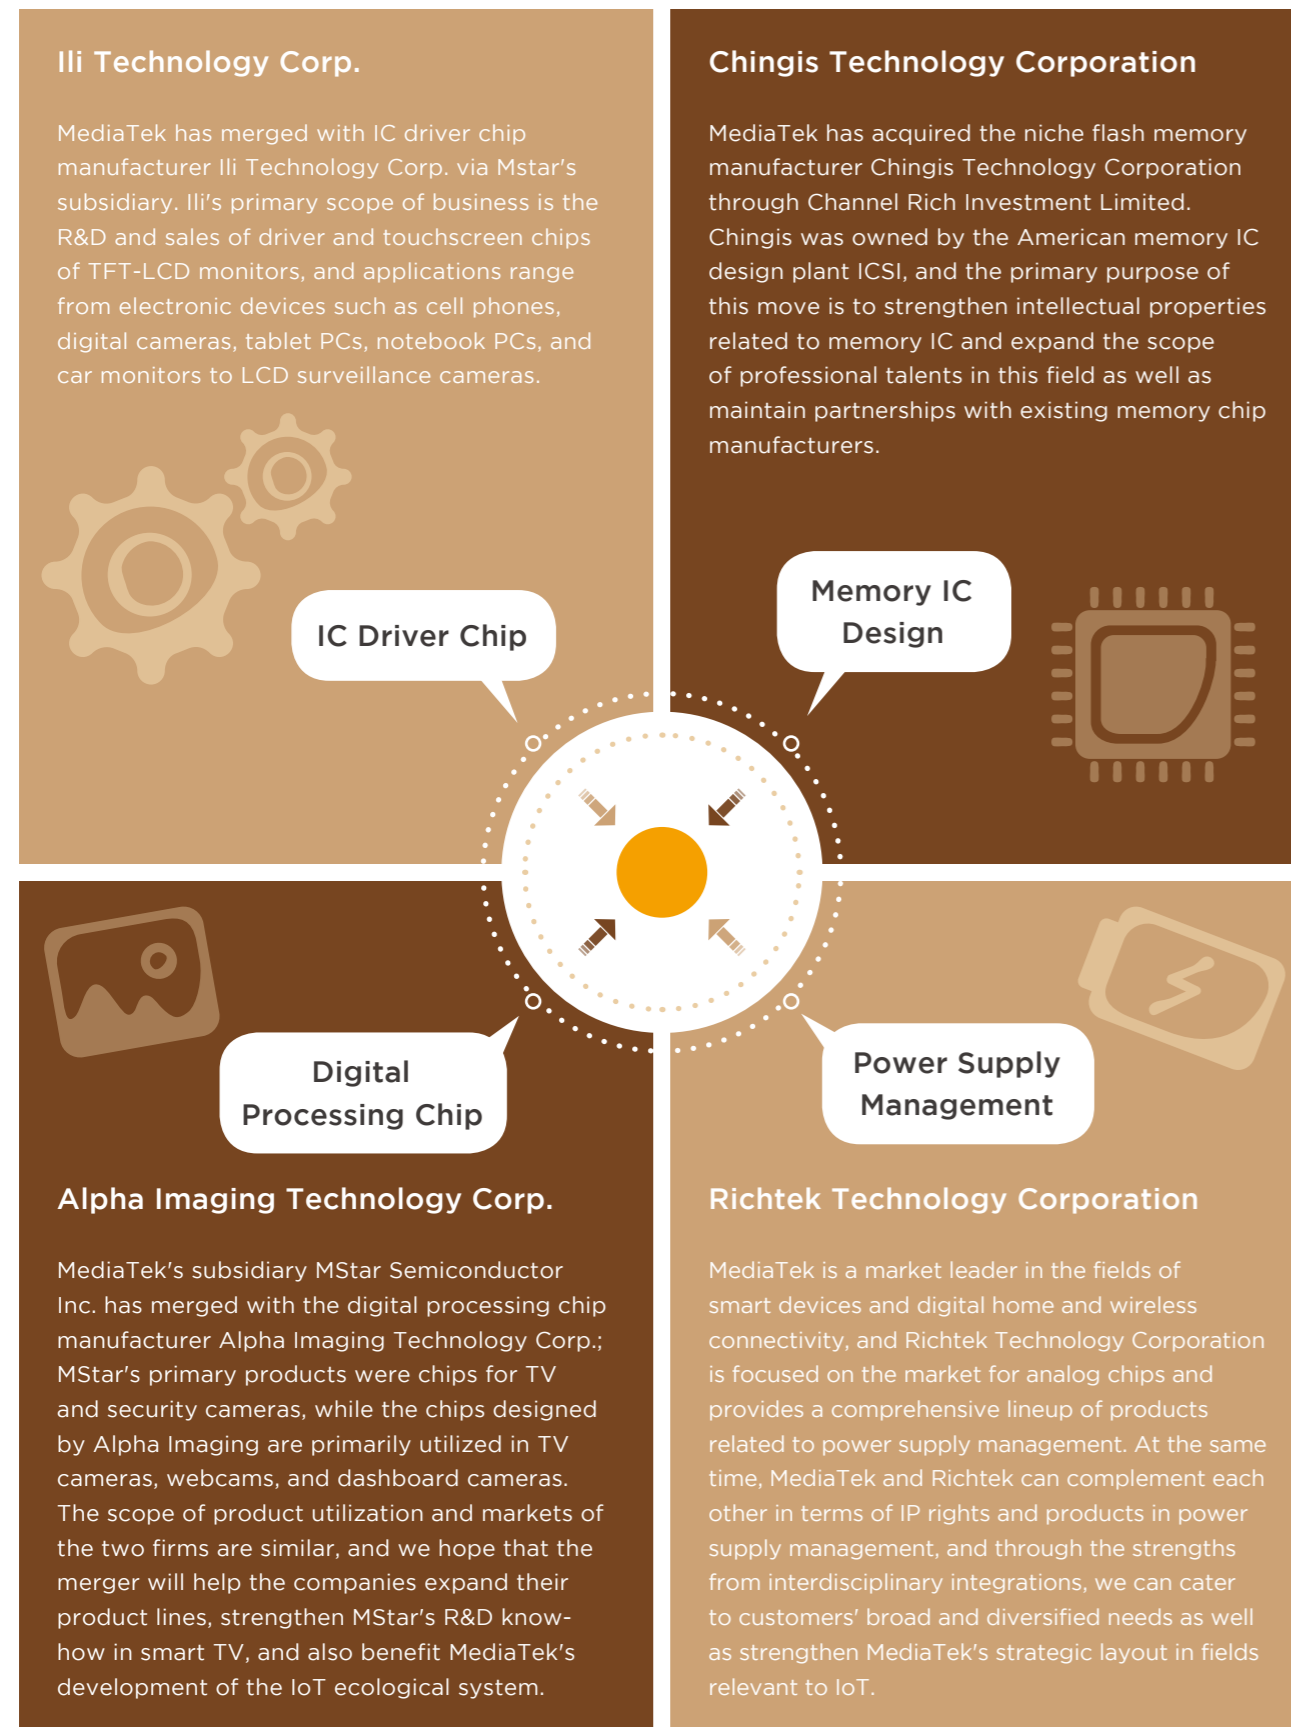 Ili Technology Corp.
MediaTek has merged with IC driver chip
manufacturer Ili Technology Corp. via Mstar's
subsidiary. Ili's primary scope of business is the
R&D and sales of driver and touchscreen chips
of TFT-LCD monitors, and applications range
from electronic devices such as cell phones,
digital cameras, tablet PCs, notebook PCs, and
car monitors to LCD surveillance cameras.
IC Driver Chip
Chingis Technology Corporation
MediaTek has acquired the niche flash memory
manufacturer Chingis Technology Corporation
through Channel Rich Investment Limited.
Chingis was owned by the American memory IC
design plant ICSI, and the primary purpose of
this move is to strengthen intellectual properties
related to memory IC and expand the scope
of professional talents in this field as well as
maintain partnerships with existing memory chip
manufacturers.
Memory IC
Design
Digital
Processing Chip
Alpha Imaging Technology Corp.
MediaTek's subsidiary MStar Semiconductor
Inc. has merged with the digital processing chip
manufacturer Alpha Imaging Technology Corp.;
MStar's primary products were chips for TV
and security cameras, while the chips designed
by Alpha Imaging are primarily utilized in TV
cameras, webcams, and dashboard cameras.
The scope of product utilization and markets of
the two firms are similar, and we hope that the
merger will help the companies expand their
product lines, strengthen MStar's R&D know-
how in smart TV, and also benefit MediaTek's
development of the IoT ecological system.
Power Supply
Management
Richtek Technology Corporation
MediaTek is a market leader in the fields of
smart devices and digital home and wireless
connectivity, and Richtek Technology Corporation
is focused on the market for analog chips and
provides a comprehensive lineup of products
related to power supply management. At the same
time, MediaTek and Richtek can complement each
other in terms of IP rights and products in power
supply management, and through the strengths
from interdisciplinary integrations, we can cater
to customers' broad and diversified needs as well
as strengthen MediaTek's strategic layout in fields
relevant to IoT.